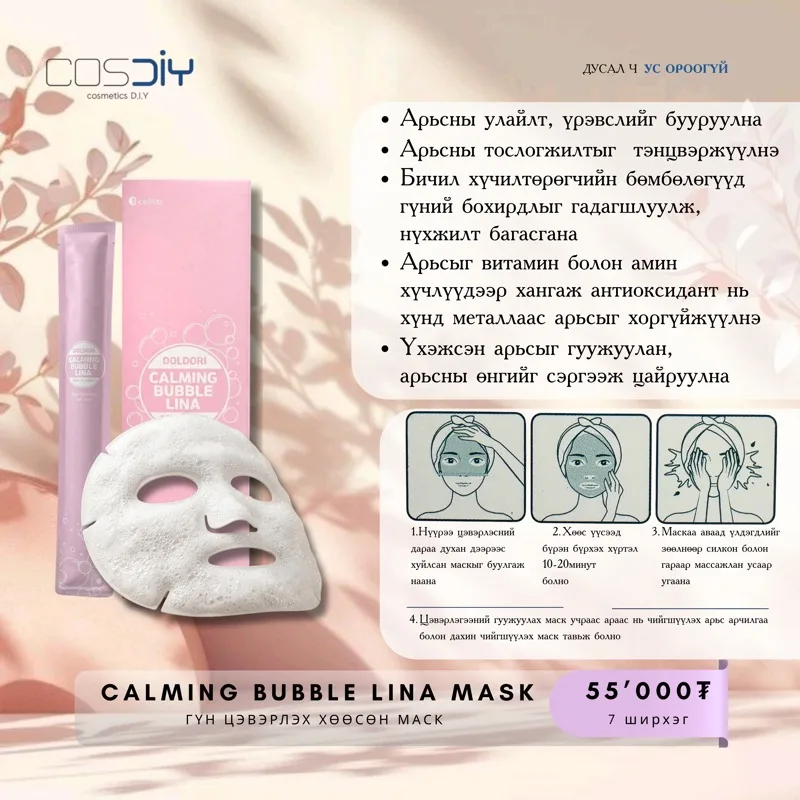 COSDIY
cosmetics D.I.Y
ДУСАЛ Ч УС ОРООГҮЙ
• Арьсны улайлт, үрэвслийг бууруулна
• Арьсны тослогжилтыг тэнцвэржүүлнэ
• Бичил хүчилтөрөгчийн бөмбөлөгүүд
гүний бохирдлыг гадагшлуулж,
нүхжилт багасгана
• Арьсыг витамин болон амин
хүчлүүдээр хангаж антиоксидант нь
хүнд металлаас арьсыг хоргүйжүүлнэ
• Үхэжсэн арьсыг гуужуулан,
арьсны өнгийг сэргээж цайруулна
DOLDORI
CALMING
BUBBLE
LINA
CALMING
BUBBLE
LINA
1.Нүүрээ цэвэрлэсний
дараа духан дээрээс
хуйлсан маскыг буулгаж
наана
2.Хөөс үүсээд
бүрэн бүрхэх хүртэл
10-20минут
болно
3.Маскаа аваад үлдэгдлийг
зөөлнөөр силкон болон
гараар массажлан усаар
угаана
4.Цэвэрлэгээний гуужуулах маск учраас араас нь чийгшүүлэх арьс арчилгаа
болон дахин чийгшүүлэх маск тавьж болно
CALMING BUBBLE LINA MASK
ГҮН ЦЭВЭРЛЭХ ХӨӨСӨН МАСК
55’000₮
7 ширхэг